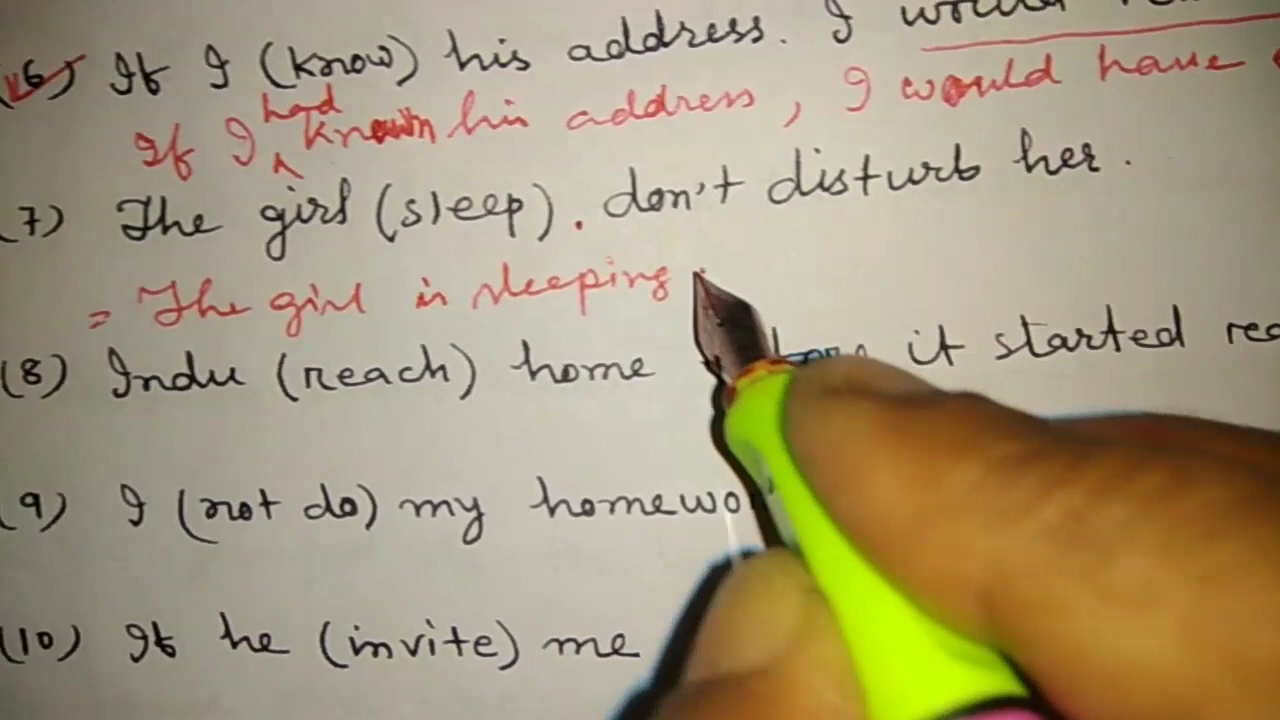 (6) If I (know) his address. I would
If I had known his address, I would have
(7) The girl (sleep). don't disturb her.
= The girl is sleeping.
(8) Indu (reach) home it started
(9) I (not do) my
(10) If he (invite) me